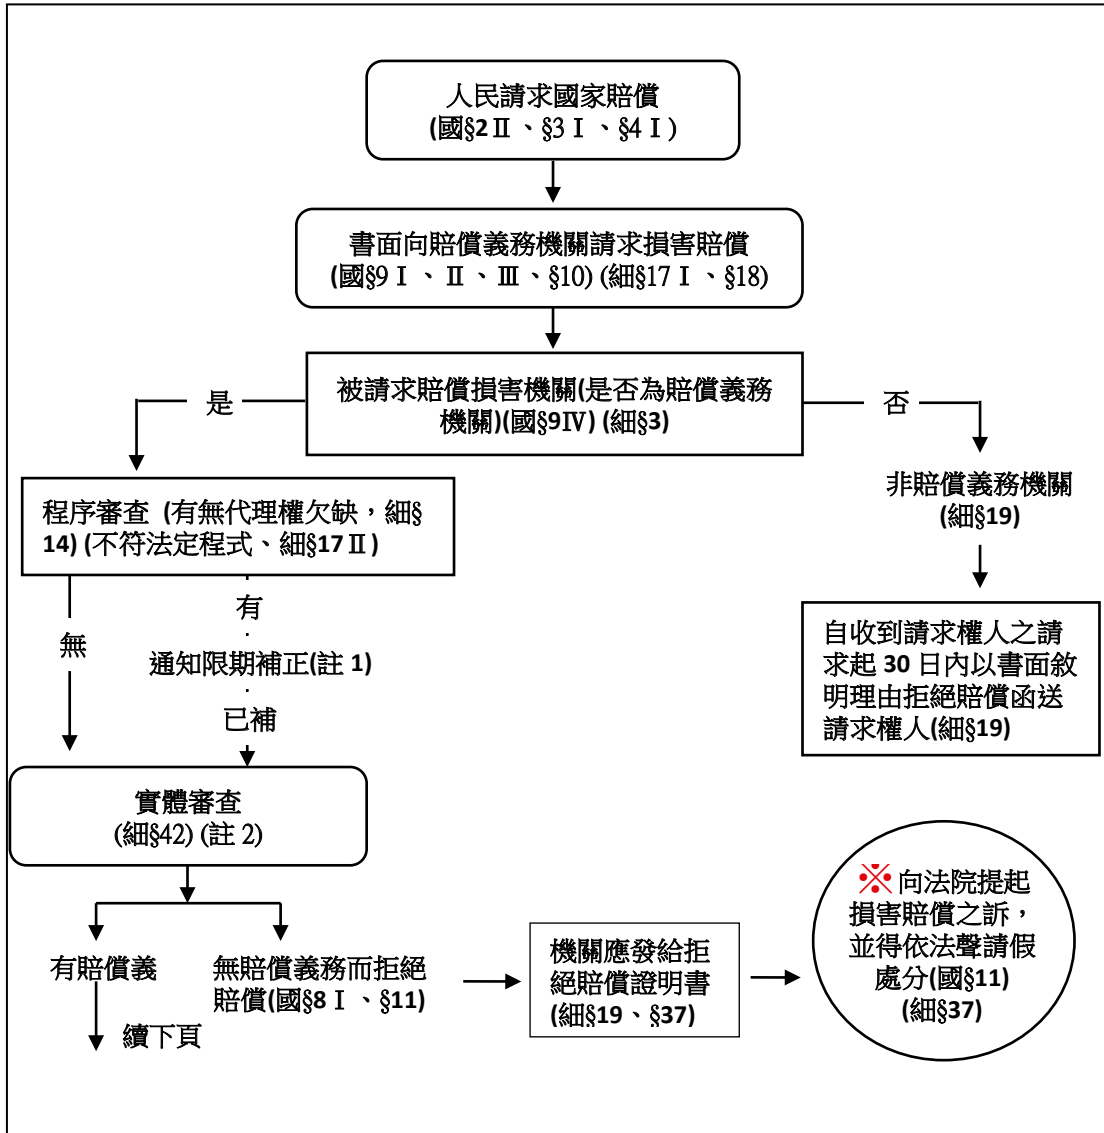 人民請求國家賠償
(國§2Ⅱ、§3Ⅰ、§4Ⅰ)
書面向賠償義務機關請求損害賠償
(國§9Ⅰ、Ⅱ、Ⅲ、§10) (細§17Ⅰ、§18)
被請求賠償損害機關(是否為賠償義務
機關)(國§9Ⅳ) (細§3)
是
否
程序審查 (有無代理權欠缺，細§
14) (不符法定程式、細§17Ⅱ)
非賠償義務機關
(細§19)
無
有
通知限期補正(註 1)
已補
自收到請求權人之請
求起 30 日內以書面敘
明理由拒絕賠償函送
請求權人(細§19)
實體審查
(細§42) (註 2)
有賠償義
無賠償義務而拒絕
賠償(國§8Ⅰ、§11)
機關應發給拒
絕賠償證明書
(細§19、§37)
※ 向法院提起
損害賠償之訴，
並得依法聲請假
處分(國§11)
(細§37)
續下頁